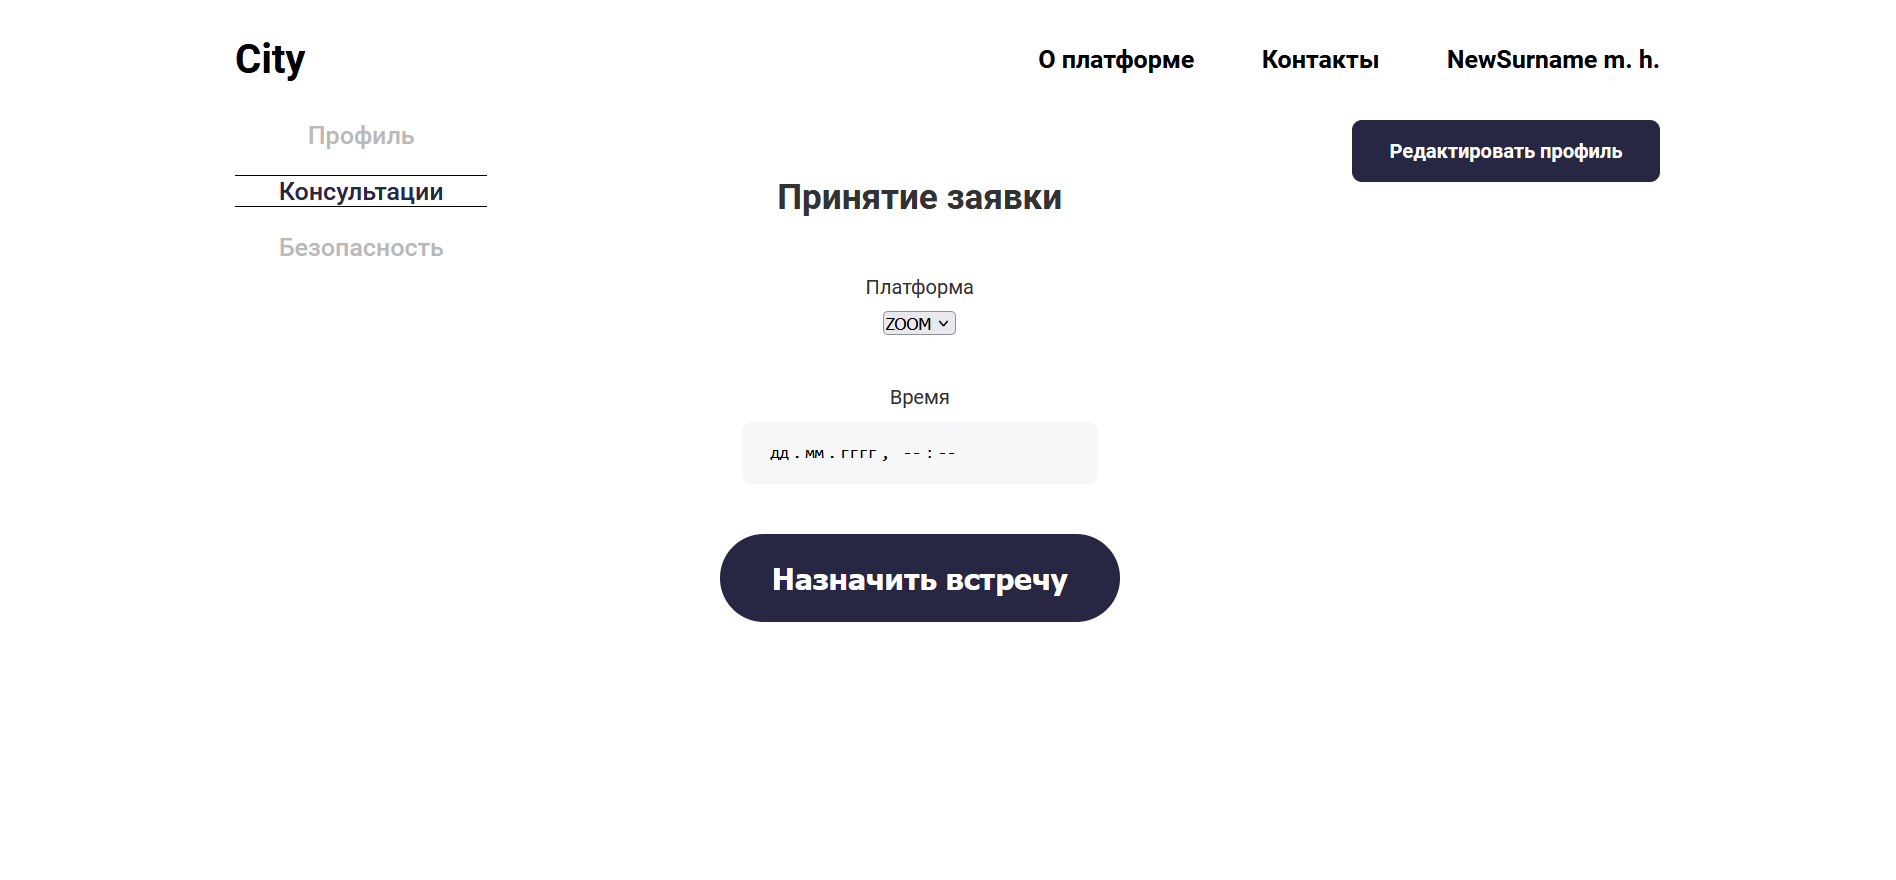 City
О платформе
Контакты
NewSurname m. h.
Профиль
Консультации
Безопасность
Редактировать профиль
Принятие заявки
Платформа
ZOOM
Время
дд.мм.гггг, --:--
Назначить встречу